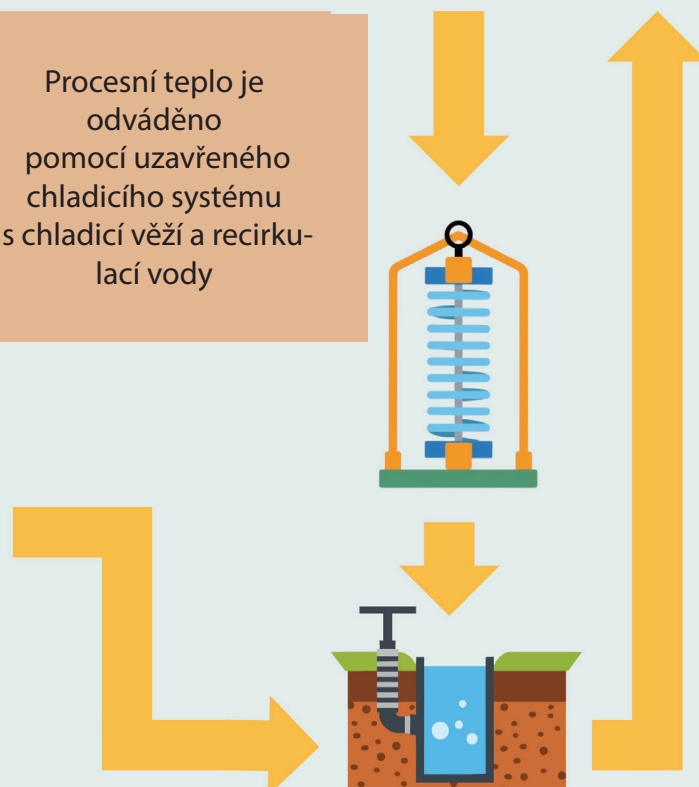 Procesní teplo je
odváděno
pomocí uzavřeného
chladicího systému
s chladicí věží a recirku-
lací vody